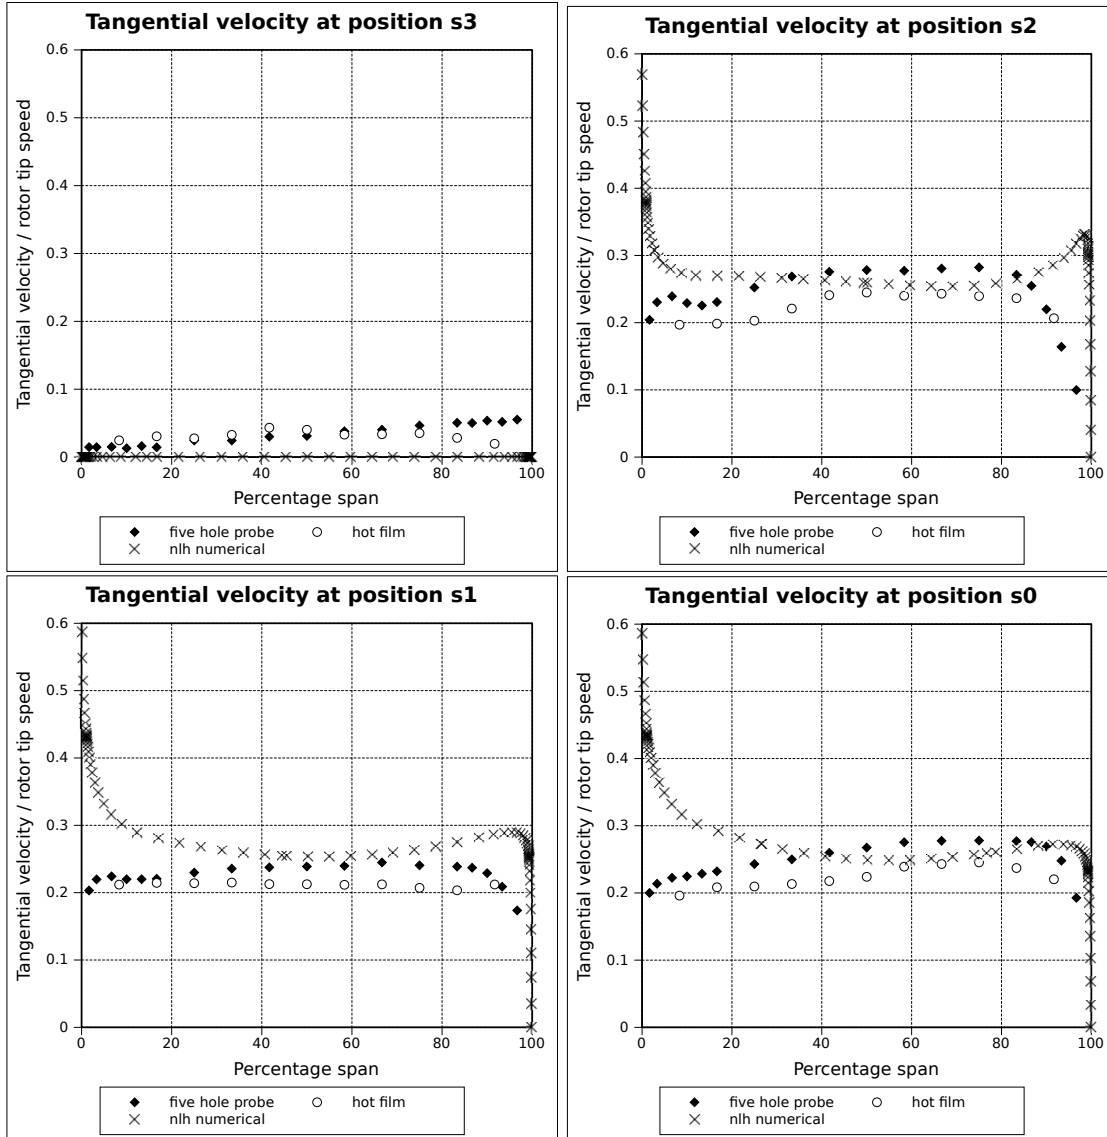 Tangential velocity at position s3
Tangential velocity / rotor tip speed
0.6
0.5
0.4
0.3
0.2
0.1
0
0 20 40 60 80 100
Percentage span
five hole probe hot film
nlh numerical
Tangential velocity at position s2
Tangential velocity / rotor tip speed
0.6
0.5
0.4
0.3
0.2
0.1
0
0 20 40 60 80 100
Percentage span
five hole probe hot film
nlh numerical
Tangential velocity at position s1
Tangential velocity / rotor tip speed
0.6
0.5
0.4
0.3
0.2
0.1
0
0 20 40 60 80 100
Percentage span
five hole probe hot film
nlh numerical
Tangential velocity at position s0
Tangential velocity / rotor tip speed
0.6
0.5
0.4
0.3
0.2
0.1
0
0 20 40 60 80 100
Percentage span
five hole probe hot film
nlh numerical